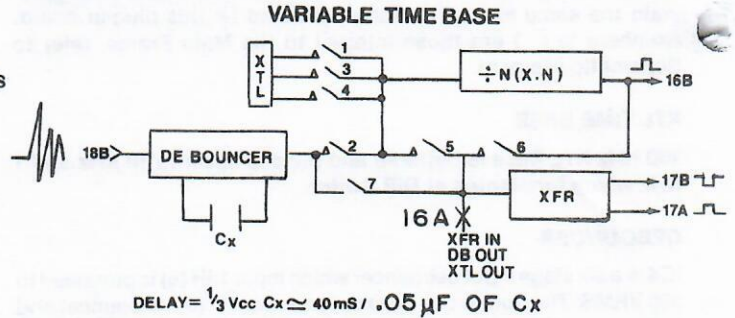 VARIABLE TIME BASE
S
X
T
L
1
3
4
÷N(X.N)
16B
18B
DE BOUNCER
2
5
6
7
Cx
16A
XFR
17B
17A
XFR IN
DB OUT
XTL OUT
DELAY= 1/3 Vcc Cx ≃ 40mS/ .05µF OF Cx